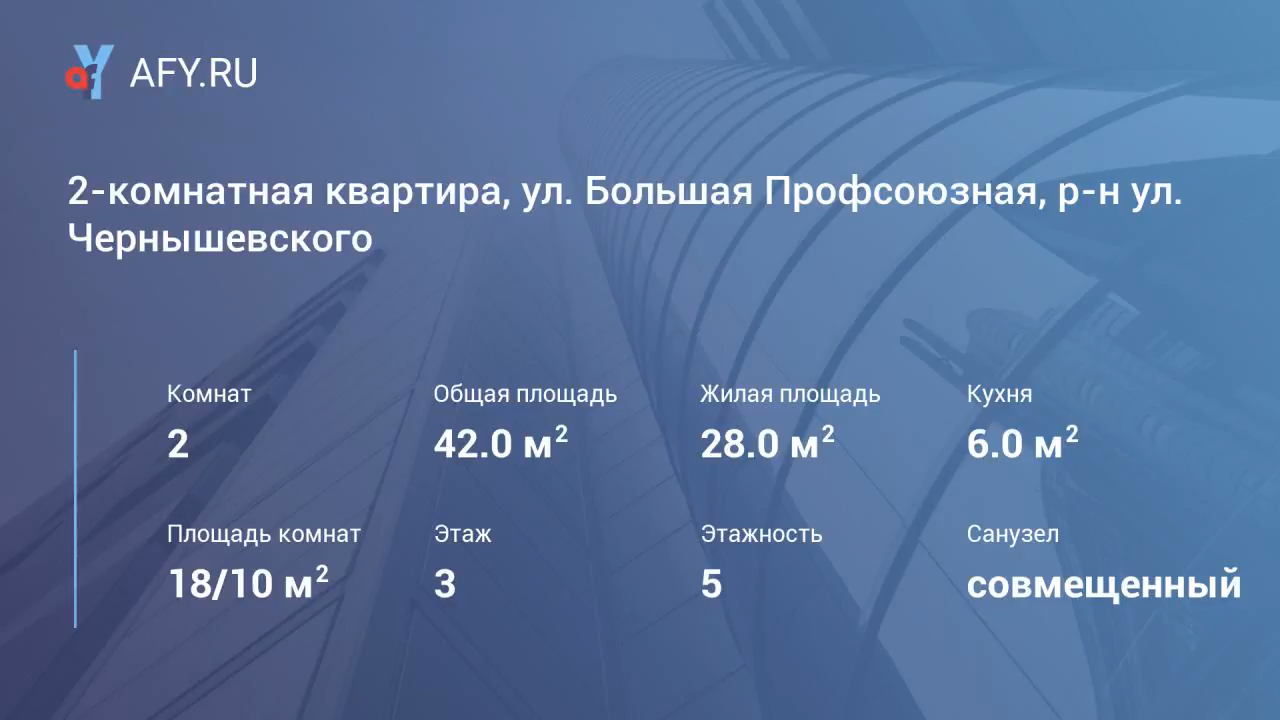 aFY AFY.RU
2-комнатная квартира, ул. Большая Профсоюзная, р-н ул.
Чернышевского
Комнат Общая площадь Жилая площадь Кухня
2 42.0 м² 28.0 м² 6.0 м²
Площадь комнат Этаж Этажность Санузел
18/10 м² 3 5 совмещенный